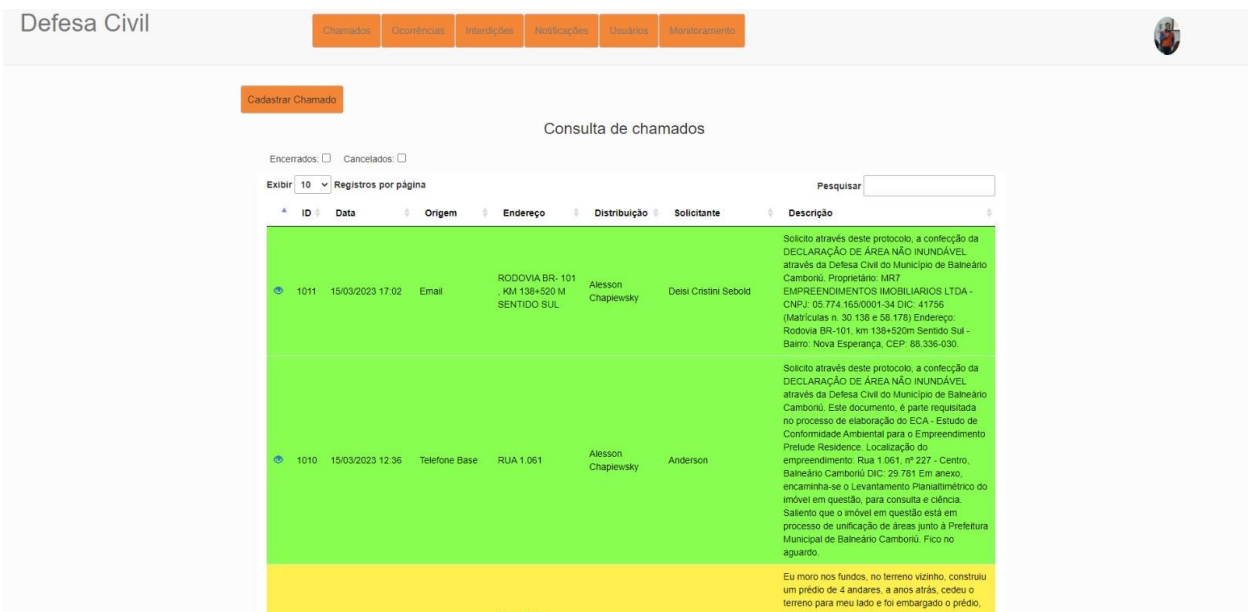 Defesa Civil
Chamados Ocorrências Interdições Notificações Usuários Monitoramento
Cadastrar Chamado
Consulta de chamados
Encerrados: Cancelados:
Exibir 10 Registros por página
Pesquisar
ID Data Origem Endereço Distribuição Solicitante Descrição
1011 15/03/2023 17:02 Email
RODOVIA BR- 101
, KM 138+520 M
SENTIDO SUL
Alesson
Chapiewsky
Deisi Cristini Sebold
Solicito através deste protocolo, a confecção da
DECLARAÇÃO DE ÁREA NÃO INUNDÁVEL
através da Defesa Civil do Município de Balneário
Camboriú. Proprietário: MR7
EMPREENDIMENTOS IMOBILIARIOS LTDA -
CNPJ: 05.774.165/0001-34 DIC: 41756
(Matrículas n. 30.138 e 58.178) Endereço:
Rodovia BR-101, km 138+520m Sentido Sul -
Bairro: Nova Esperança, CEP: 88.336-030.
1010 15/03/2023 12:36 Telefone Base RUA 1.061
Alesson
Chapiewsky
Anderson
Solicito através deste protocolo, a confecção da
DECLARAÇÃO DE ÁREA NÃO INUNDÁVEL
através da Defesa Civil do Município de Balneário
Camboriú. Este documento, é parte requisitada
no processo de elaboração do ECA - Estudo de
Conformidade Ambiental para o Empreendimento
Prelude Residence. Localização do
empreendimento: Rua 1.061, nº 227 - Centro,
Balneário Camboriú DIC: 29.781 Em anexo,
encaminha-se o Levantamento Planialtimétrico do
imóvel em questão, para consulta e ciência.
Saliento que o imóvel em questão está em
processo de unificação de áreas junto à Prefeitura
Municipal de Balneário Camboriú. Fico no
aguardo.
Eu moro nos fundos, no terreno vizinho, construiu
um prédio de 4 andares, a anos atrás, cedeu o
terreno para meu lado e foi embargado o prédio,